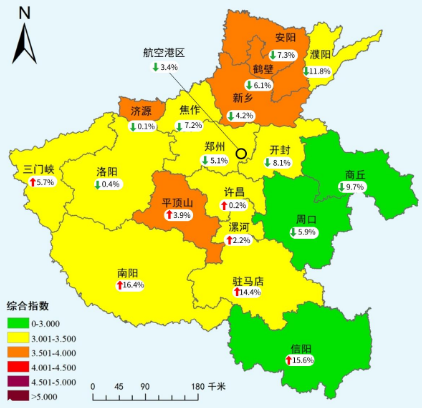 N
安阳
↓7.3%
濮阳
↓11.8%
航空港区
↓3.4%
鹤壁
↓6.1%
新乡
↓4.2%
济源
↓0.1%
焦作
↓7.2%
郑州
↓5.1%
开封
↓8.1%
三门峡
↑5.7%
洛阳
↓0.4%
商丘
↓9.7%
平顶山
↑3.9%
许昌
↑0.2%
周口
↓5.9%
漯河
↑2.2%
南阳
↑16.4%
驻马店
↑14.4%
信阳
↑15.6%
综合指数
0-3.000
3.001-3.500
3.501-4.000
4.001-4.500
4.501-5.000
>5.000
0 45 90 180 千米